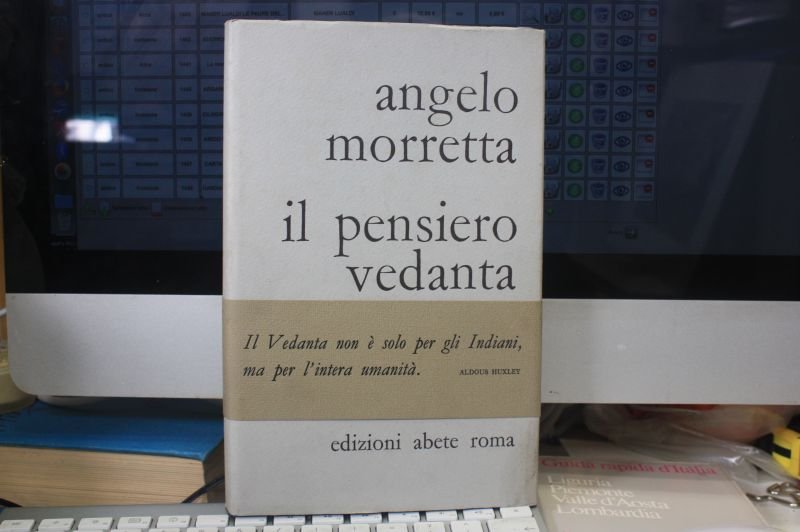 angelo
morretta
il pensiero
vedanta
Il Vedanta non è solo per gli Indiani,
ma per l'intera umanità.
ALDOUS HUXLEY
edizioni abete roma
Guida rapida d'Italia
Liguria
Piemonte
Valle d'Aosta
Lombardia